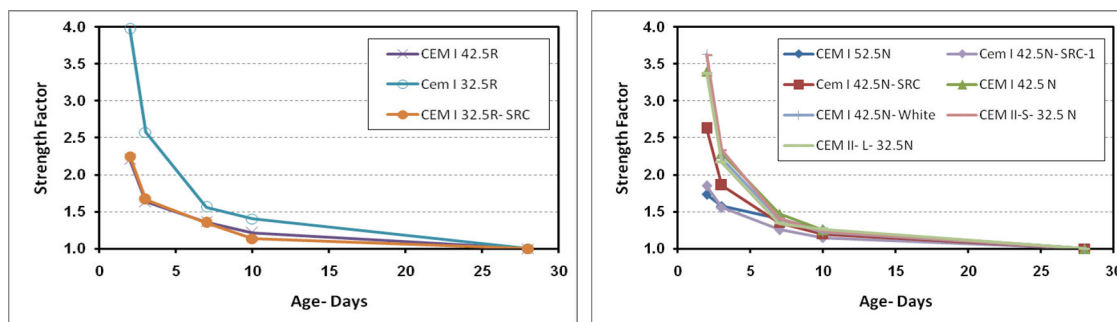 4.0
3.5
3.0
2.5
2.0
1.5
1.0
Strength Factor
CEM I 42.5R
Cem I 32.5R
CEM I 32.5R- SRC
0 5 10 15 20 25 30
Age- Days
4.0
3.5
3.0
2.5
2.0
1.5
1.0
Strength Factor
CEM I 52.5N
Cem I 42.5N- SRC-1
Cem I 42.5N- SRC
CEM I 42.5 N
CEM I 42.5N- White
CEM II-S- 32.5 N
CEM II- L- 32.5N
0 5 10 15 20 25 30
Age- Days